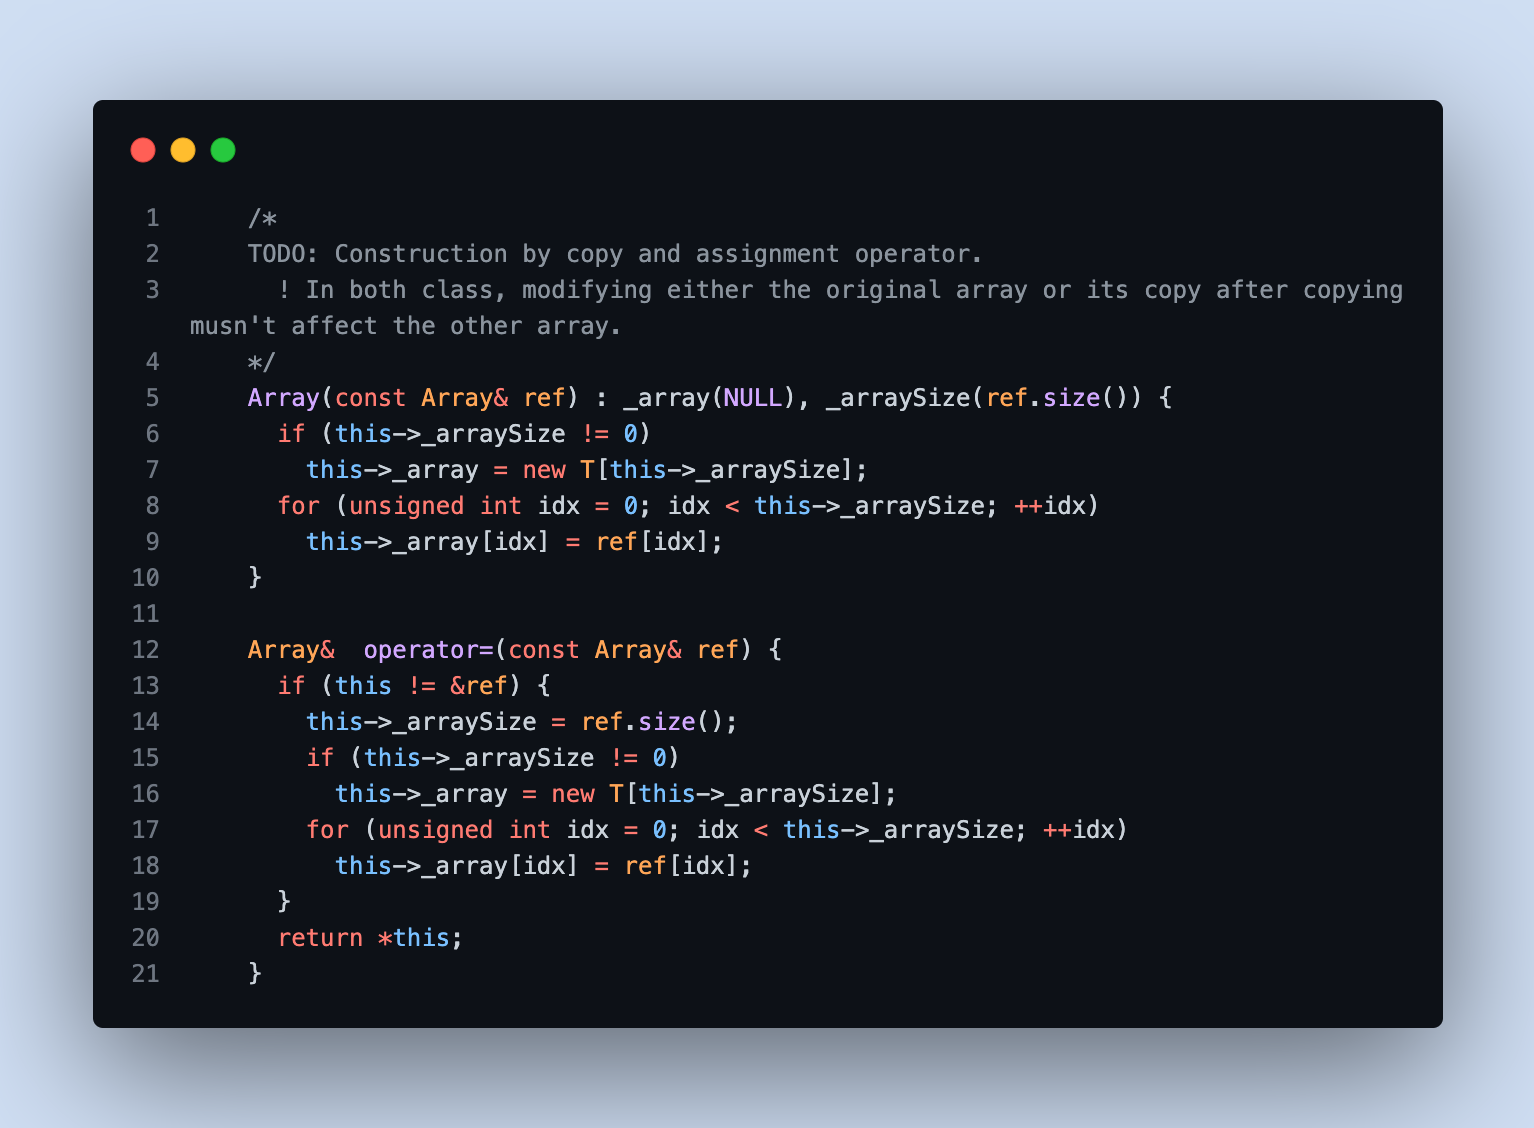 1 /*
2 TODO: Construction by copy and assignment operator.
3 ! In both class, modifying either the original array or its copy after copying
musn't affect the other array.
4 */
5 Array(const Array& ref) : _array(NULL), _arraySize(ref.size()) {
6 if (this->_arraySize != 0)
7 this->_array = new T[this->_arraySize];
8 for (unsigned int idx = 0; idx < this->_arraySize; ++idx)
9 this->_array[idx] = ref[idx];
10 }
11
12 Array&  operator=(const Array& ref) {
13 if (this != &ref) {
14 this->_arraySize = ref.size();
15 if (this->_arraySize != 0)
16 this->_array = new T[this->_arraySize];
17 for (unsigned int idx = 0; idx < this->_arraySize; ++idx)
18 this->_array[idx] = ref[idx];
19 }
20 return *this;
21 }